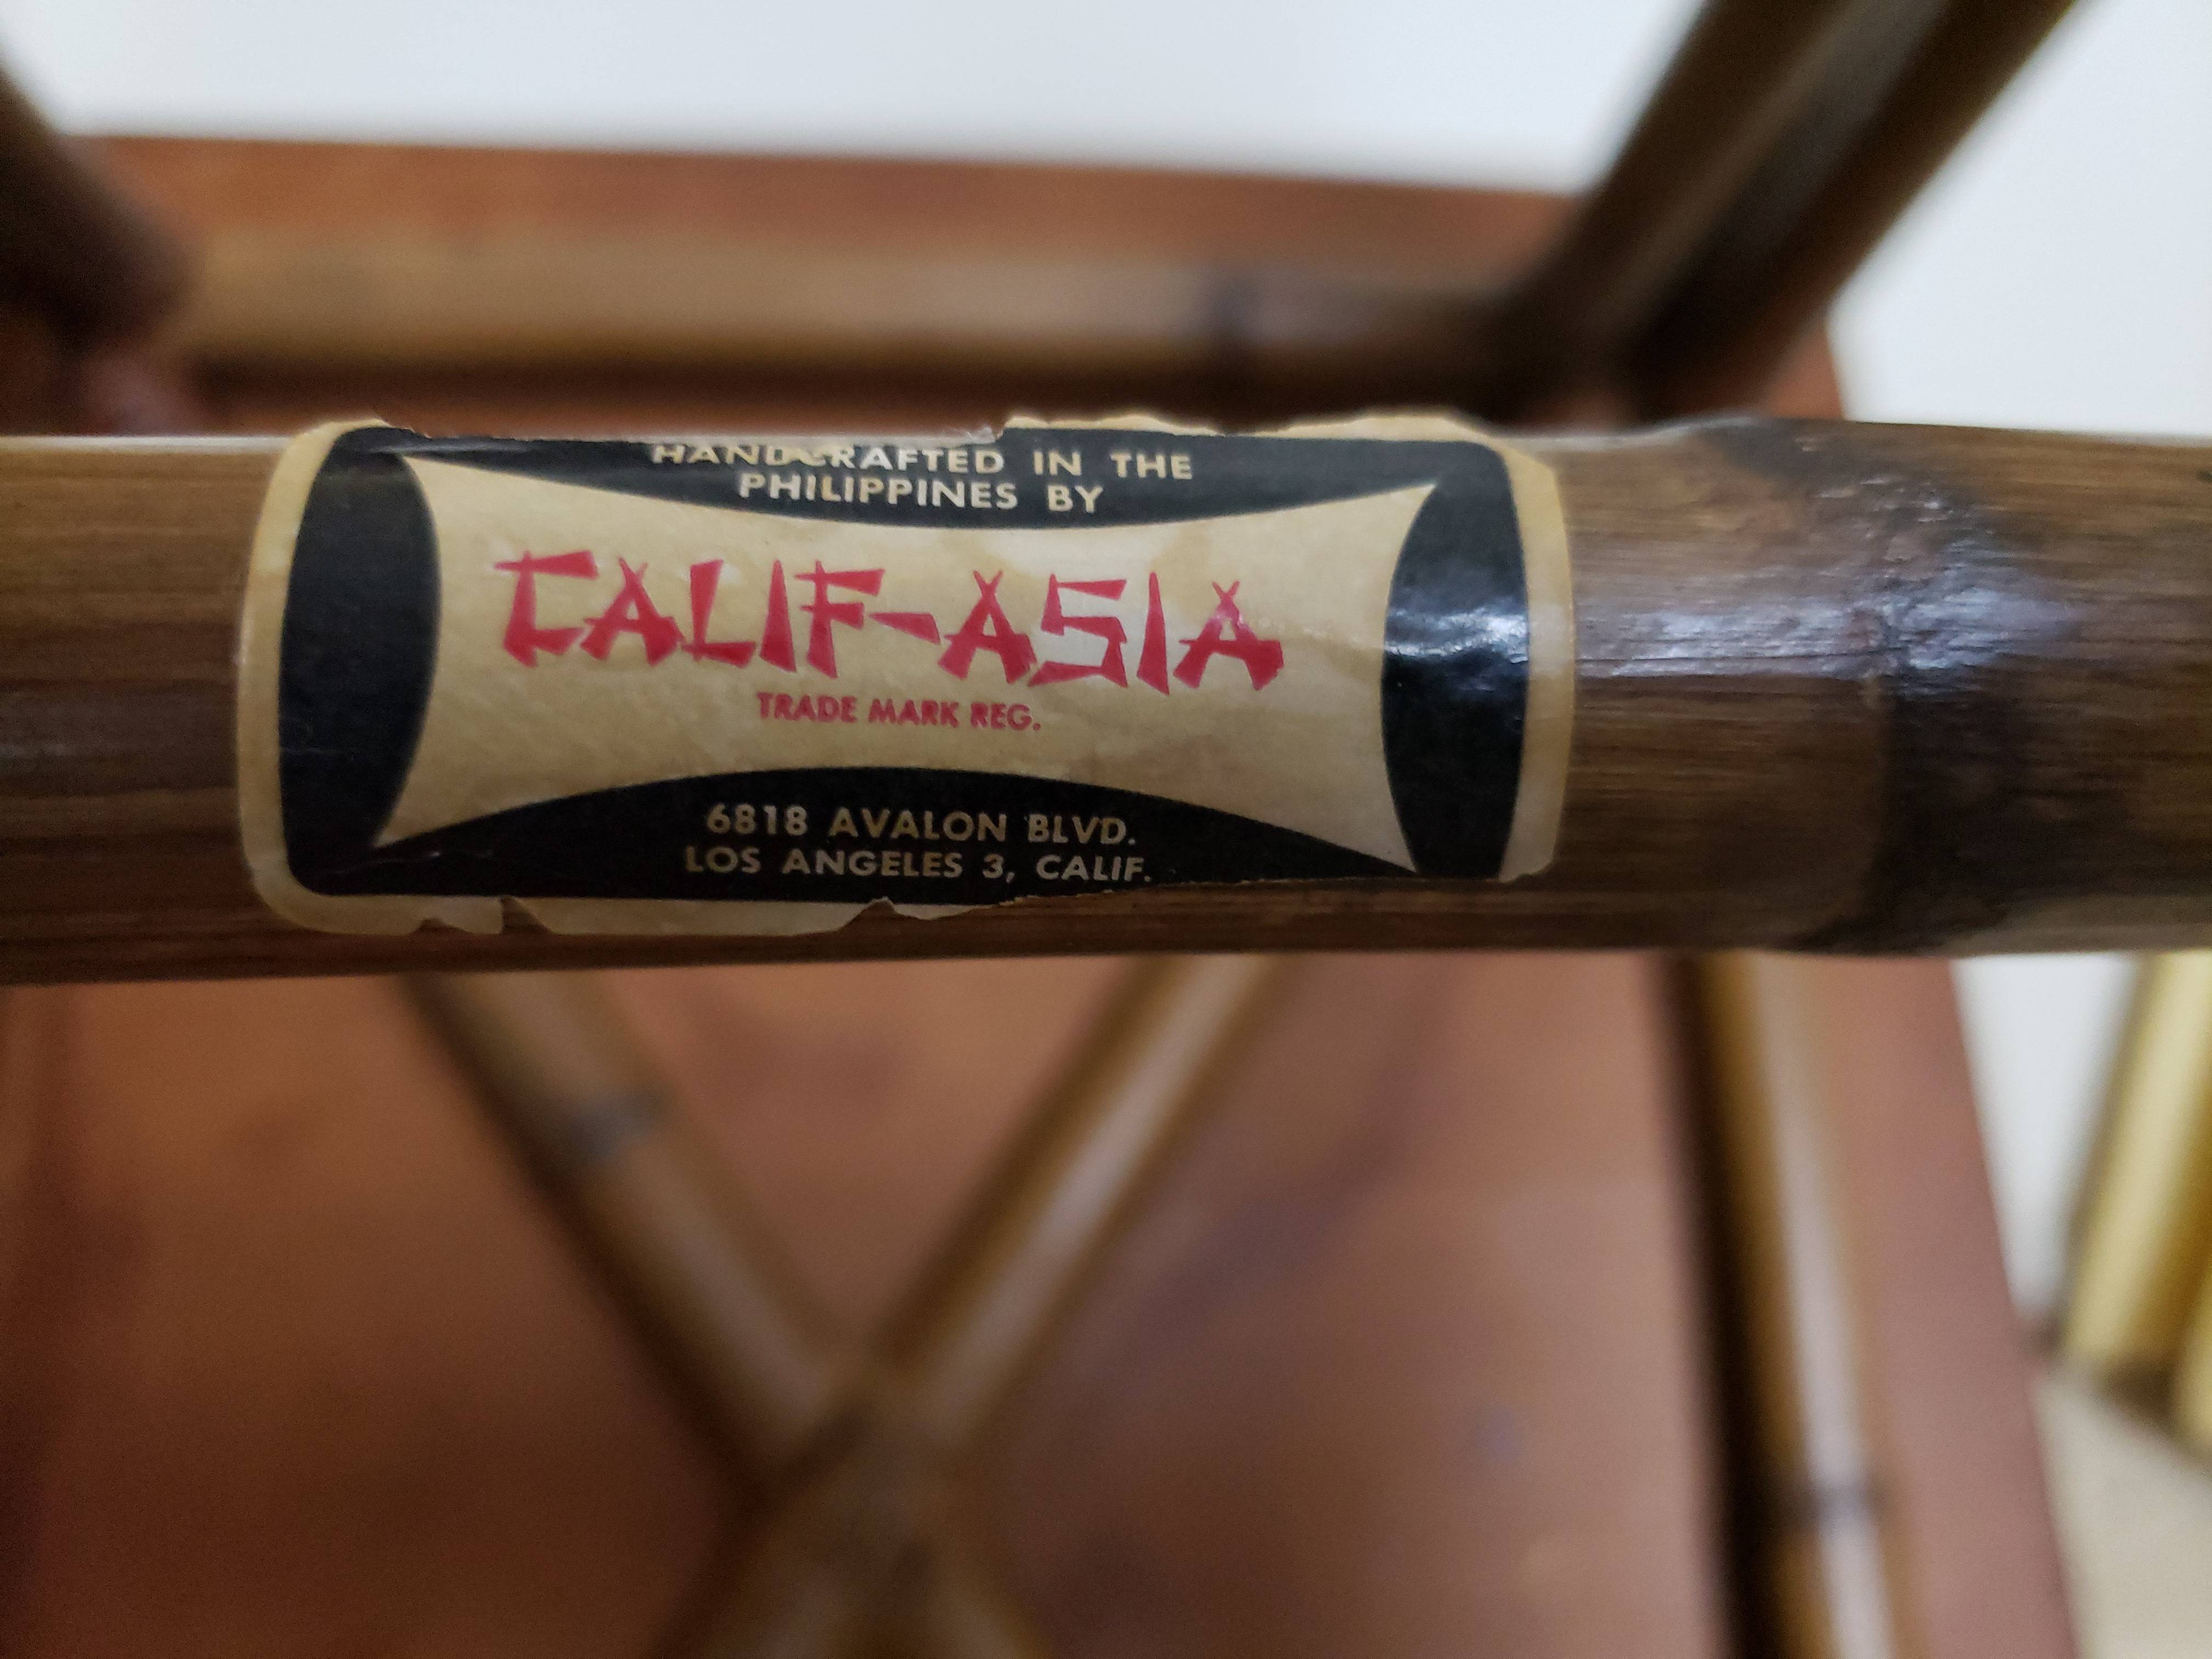 HANDCRAFTED IN THE
PHILIPPINES BY
CALIF-ASIA
TRADE MARK REG.
6818 AVALON BLVD.
LOS ANGELES 3, CALIF.